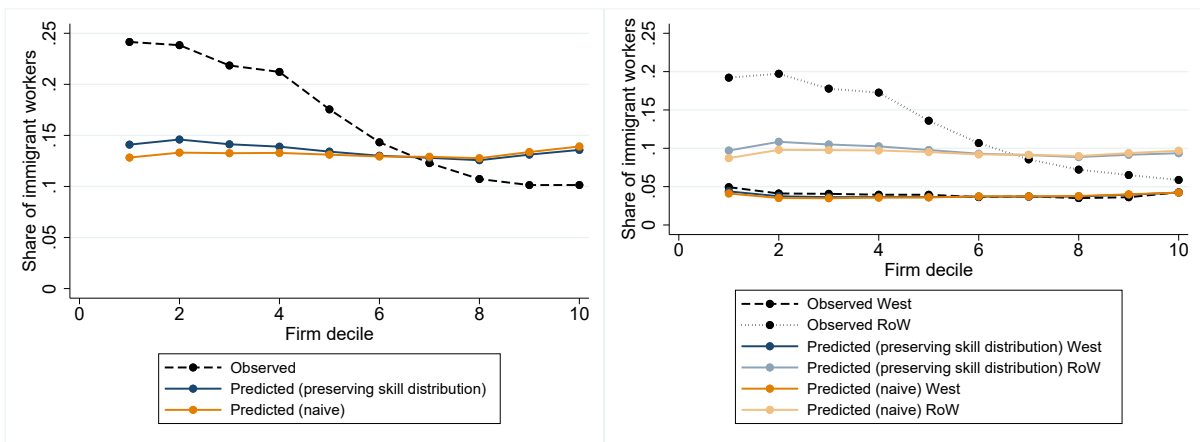 Share of immigrant workers
.25
.2
.15
.1
.05
0
0 2 4 6 8 10
Firm decile
Observed
Predicted (preserving skill distribution)
Predicted (naive)
Share of immigrant workers
.25
.2
.15
.1
.05
0
0 2 4 6 8 10
Firm decile
Observed West
Observed RoW
Predicted (preserving skill distribution) West
Predicted (preserving skill distribution) RoW
Predicted (naive) West
Predicted (naive) RoW